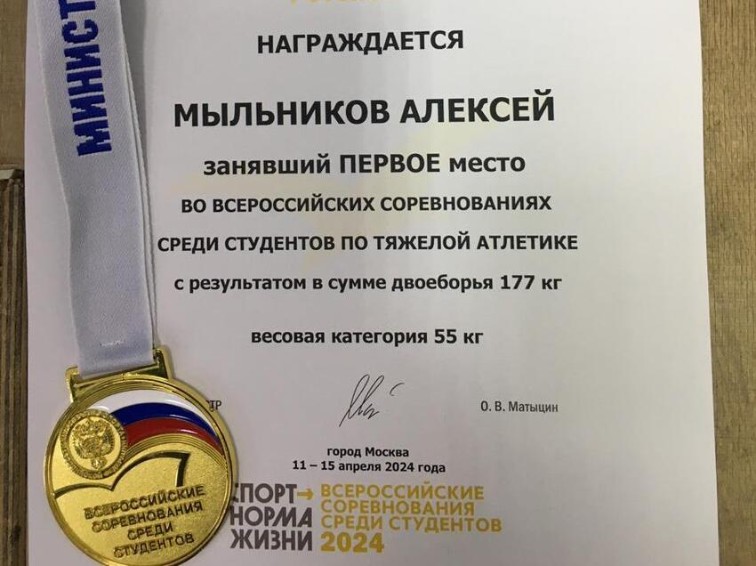 НАГРАЖДАЕТСЯ
МЫЛЬНИКОВ АЛЕКСЕЙ
занявший ПЕРВОЕ место
ВО ВСЕРОССИЙСКИХ СОРЕВНОВАНИЯХ
СРЕДИ СТУДЕНТОВ ПО ТЯЖЕЛОЙ АТЛЕТИКЕ
с результатом в сумме двоеборья 177 кг
весовая категория 55 кг
О. В. Матыцин
город Москва
11 – 15 апреля 2024 года
СПОРТ
НОРМА
ЖИЗНИ
ВСЕРОССИЙСКИЕ
СОРЕВНОВАНИЯ
СРЕДИ СТУДЕНТОВ
2024
МИНИСТ
ВСЕРОССИЙСКИЕ
СОРЕВНОВАНИЯ
СРЕДИ
СТУДЕНТОВ